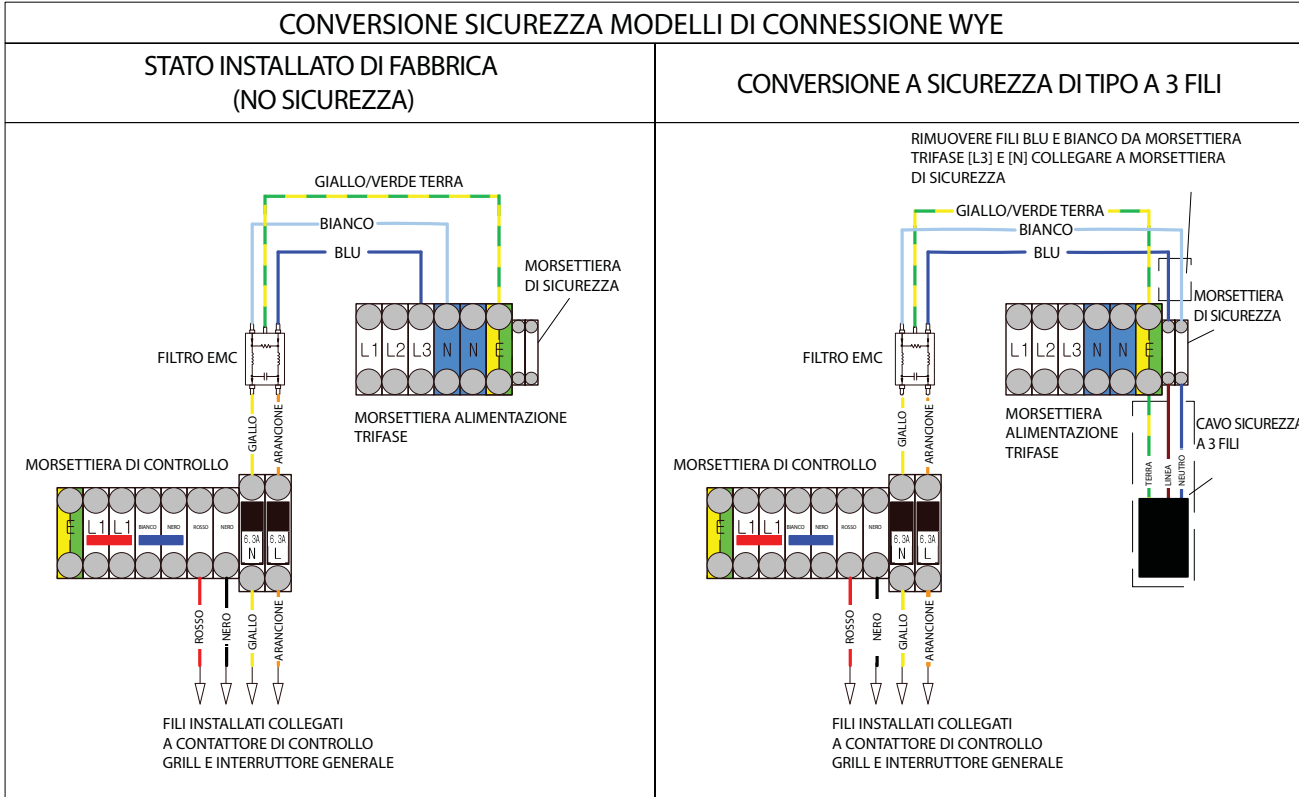 CONVERSIONE SICUREZZA MODELLI DI CONNESSIONE WYE
STATO INSTALLATO DI FABBRICA
(NO SICUREZZA)
GIALLO/VERDE TERRA
BIANCO
BLU
MORSETTIERA
DI SICUREZZA
FILTRO EMC
L1 L2 L3 N N E
MORSETTIERA ALIMENTAZIONE
TRIFASE
GIALLO
ARANCIONE
MORSETTIERA DI CONTROLLO
E L1 L1 BIANCO NERO ROSSO NERO
6.3A
N
6.3A
L
ROSSO
NERO
GIALLO
ARANCIONE
FILI INSTALLATI COLLEGATI
A CONTATTORE DI CONTROLLO
GRILL E INTERRUTTORE GENERALE
CONVERSIONE A SICUREZZA DI TIPO A 3 FILI
RIMUOVERE FILI BLU E BIANCO DA MORSETTIERA
TRIFASE [L3] E [N] COLLEGARE A MORSETTIERA
DI SICUREZZA
GIALLO/VERDE TERRA
BIANCO
BLU
MORSETTIERA
DI SICUREZZA
FILTRO EMC
L1 L2 L3 N N E
MORSETTIERA
ALIMENTAZIONE
TRIFASE
CAVO SICUREZZA
A 3 FILI
TERRA
LINEA
NEUTRO
GIALLO
ARANCIONE
MORSETTIERA DI CONTROLLO
E L1 L1 BIANCO NERO ROSSO NERO
6.3A
N
6.3A
L
ROSSO
NERO
GIALLO
ARANCIONE
FILI INSTALLATI COLLEGATI
A CONTATTORE DI CONTROLLO
GRILL E INTERRUTTORE GENERALE